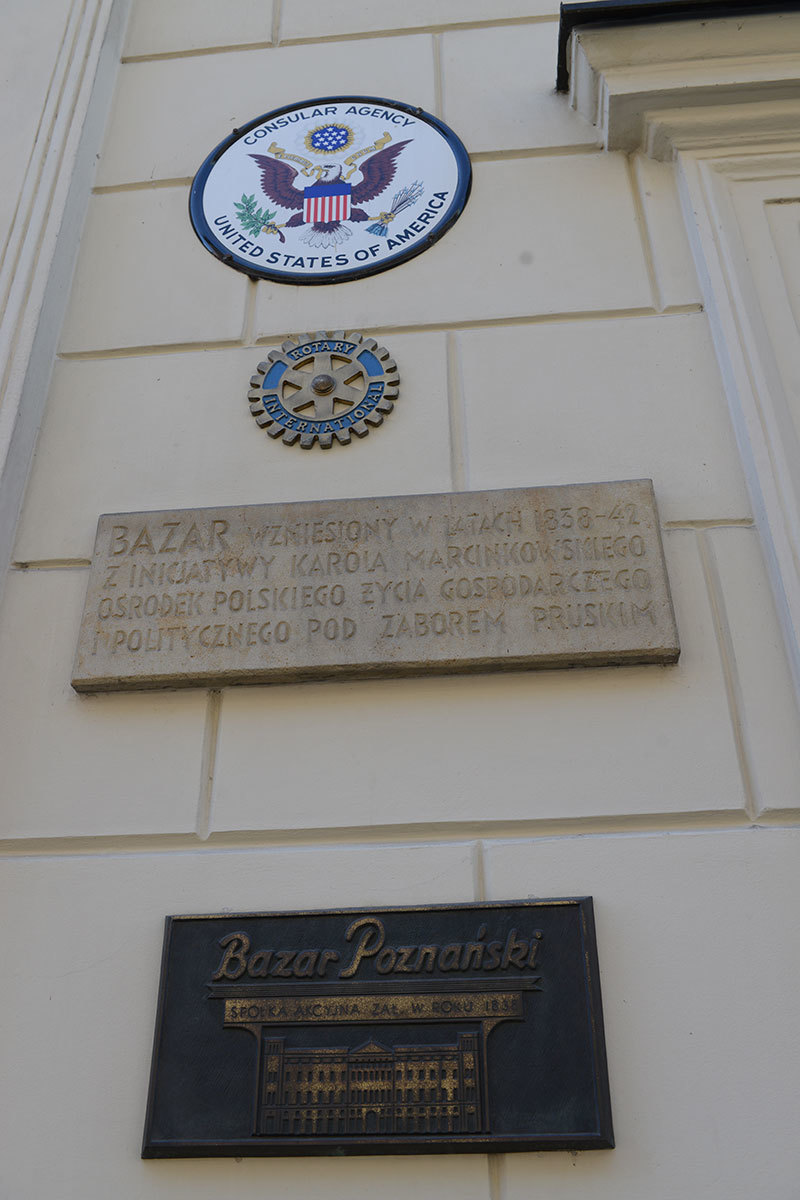 CONSULAR AGENCY
UNITED STATES OF AMERICA
ROTARY
INTERNATIONAL
BAZAR WZNIESIONY W LATACH 1838-42
Z INICJATYWY KAROLA MARCINKOWSKIEGO
OŚRODEK POLSKIEGO ŻYCIA GOSPODARCZEGO
I POLITYCZNEGO POD ZABOREM PRUSKIM
Bazar Poznański
SPÓŁKA AKCYJNA ZAŁ. W ROKU 1838